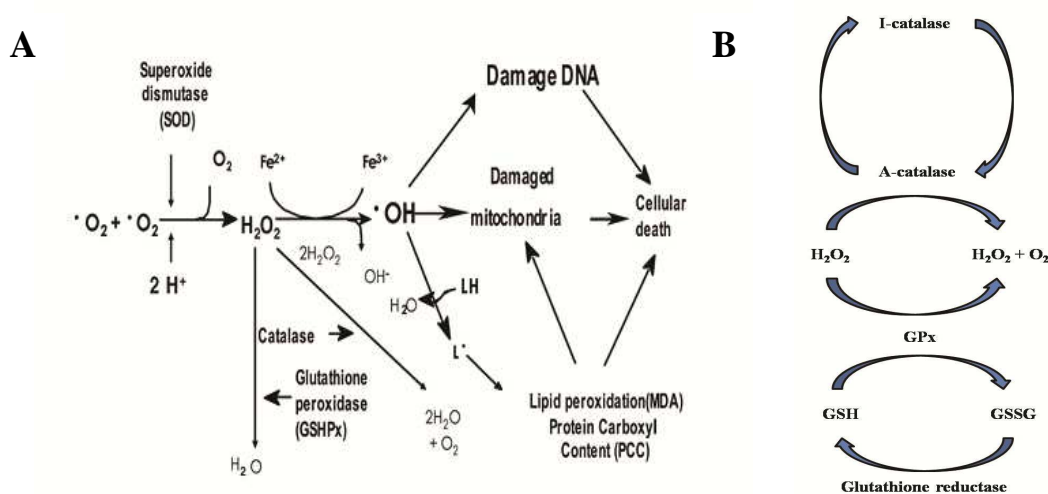 A
Superoxide
dismutase
(SOD)
O₂
Fe²⁺
Fe³⁺
˙O₂ + ˙O₂
H₂O₂
˙OH
2 H⁺
2H₂O₂
OH⁻
H₂O
LH
L˙
Catalase
Glutathione
peroxidase
(GSHPx)
H₂O
2H₂O
+ O₂
Damage DNA
Damaged
mitochondria
Cellular
death
Lipid peroxidation(MDA)
Protein Carboxyl
Content (PCC)
B
I-catalase
A-catalase
H₂O₂
H₂O₂ + O₂
GPx
GSH
GSSG
Glutathione reductase